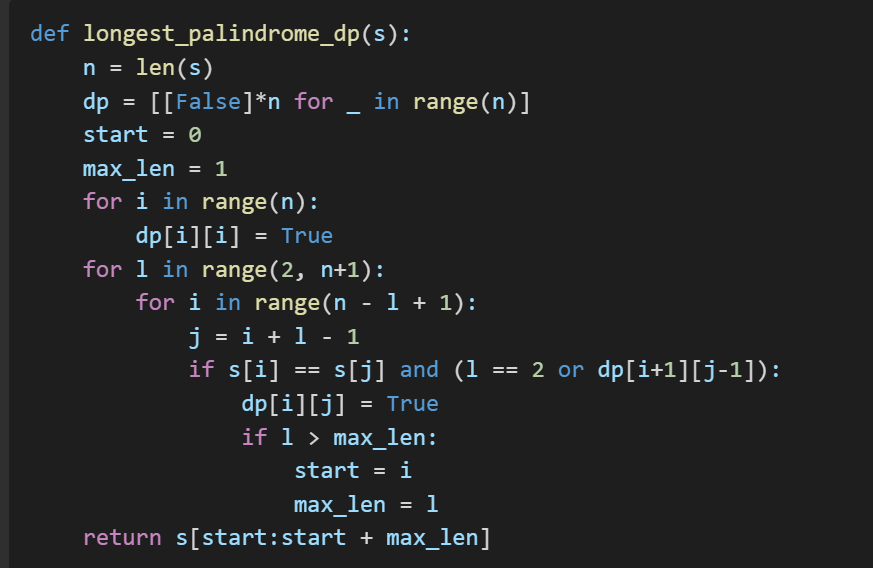 def longest_palindrome_dp(s):
    n = len(s)
    dp = [[False]*n for _ in range(n)]
    start = 0
    max_len = 1
    for i in range(n):
        dp[i][i] = True
    for l in range(2, n+1):
        for i in range(n - l + 1):
            j = i + l - 1
            if s[i] == s[j] and (l == 2 or dp[i+1][j-1]):
                dp[i][j] = True
                if l > max_len:
                    start = i
                    max_len = l
    return s[start:start + max_len]